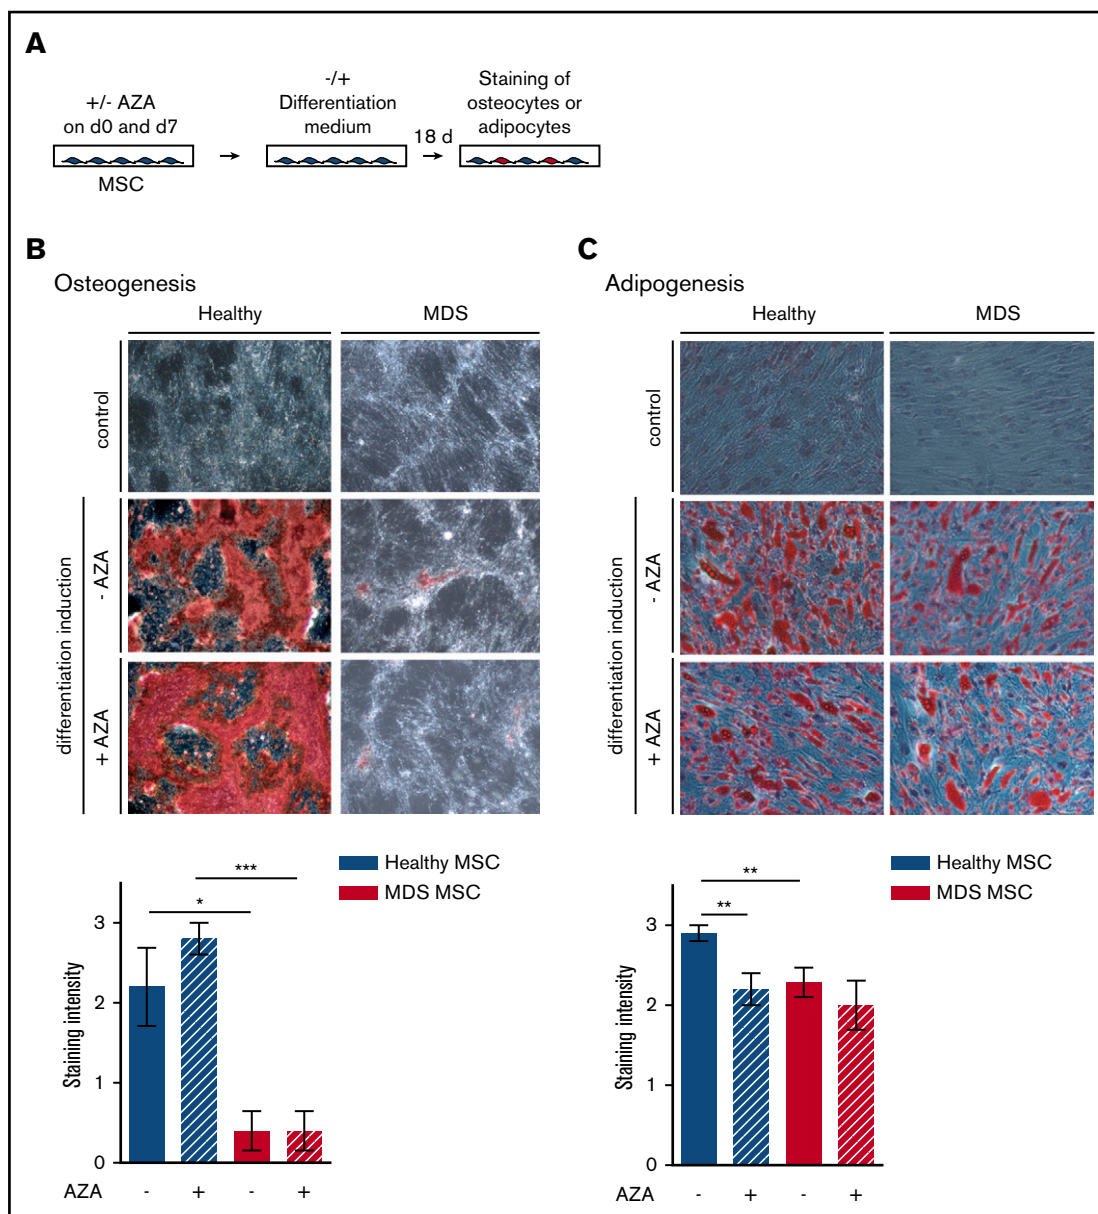 A
+/- AZA
on d0 and d7
MSC
-/+
Differentiation
medium
18 d
Staining of
osteocytes or
adipocytes
B
Osteogenesis
Healthy
MDS
control
differentiation induction
- AZA
+ AZA
Healthy MSC
MDS MSC
***
*
Staining intensity
3
2
1
0
AZA
-
+
-
+
C
Adipogenesis
Healthy
MDS
control
differentiation induction
- AZA
+ AZA
Healthy MSC
MDS MSC
**
**
Staining intensity
3
2
1
0
AZA
-
+
-
+